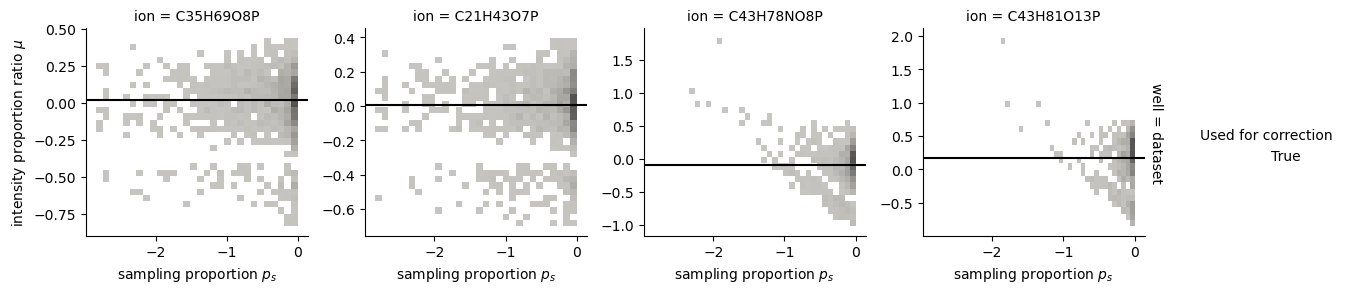 ion = C35H69O8P
ion = C21H43O7P
ion = C43H78NO8P
ion = C43H81O13P
intensity proportion ratio μ
0.50
0.25
0.00
−0.25
−0.50
−0.75
0.4
0.2
0.0
−0.2
−0.4
−0.6
1.5
1.0
0.5
0.0
−0.5
−1.0
2.0
1.5
1.0
0.5
0.0
−0.5
well = dataset
Used for correction
True
−2 −1 0
−2 −1 0
−2 −1 0
−2 −1 0
sampling proportion pₛ
sampling proportion pₛ
sampling proportion pₛ
sampling proportion pₛ